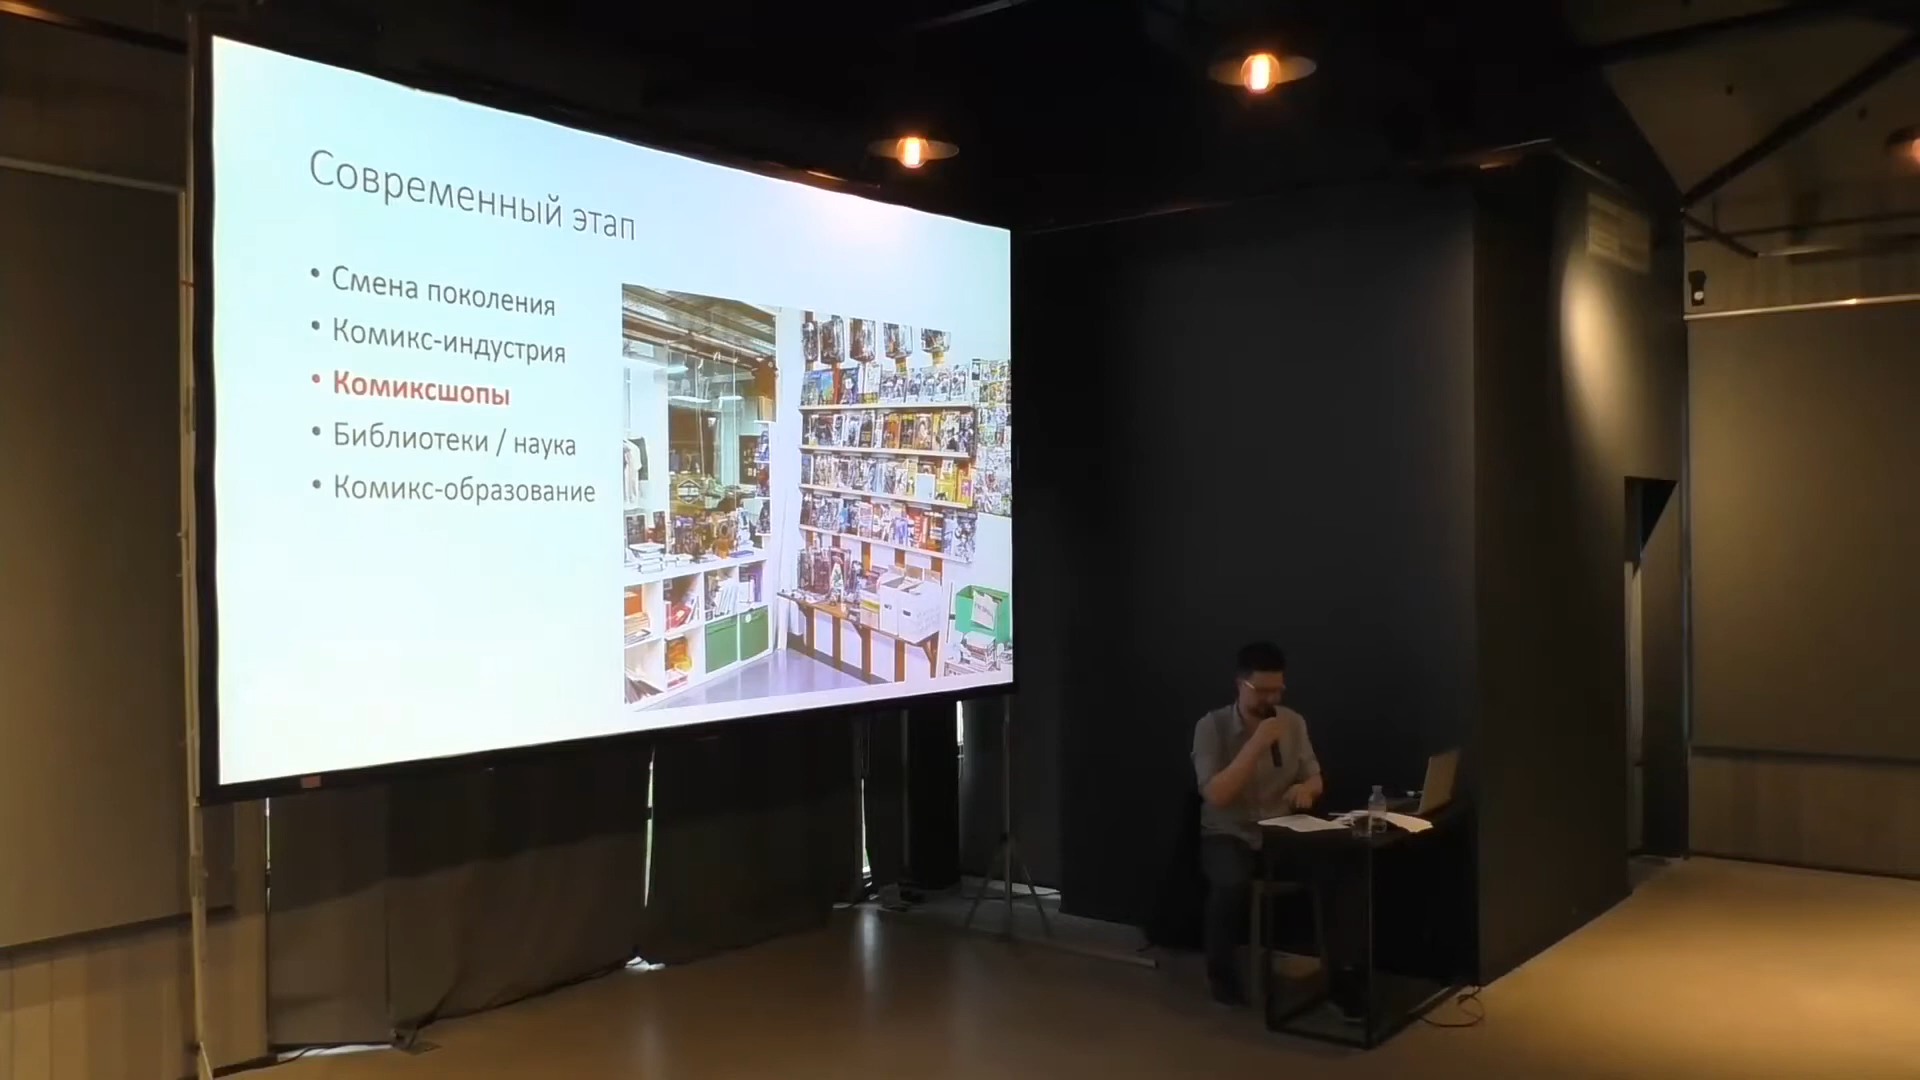 Современный этап
• Смена поколения
• Комикс-индустрия
• Комиксшопы
• Библиотеки / наука
• Комикс-образование